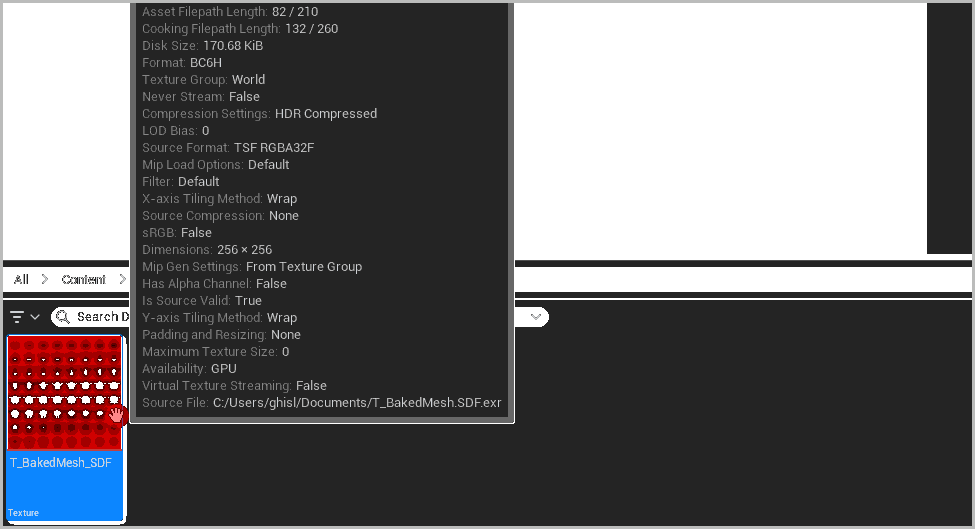 Asset Filepath Length: 82 / 210
Cooking Filepath Length: 132 / 260
Disk Size: 170.68 KiB
Format: BC6H
Texture Group: World
Never Stream: False
Compression Settings: HDR Compressed
LOD Bias: 0
Source Format: TSF RGBA32F
Mip Load Options: Default
Filter: Default
X-axis Tiling Method: Wrap
Source Compression: None
sRGB: False
Dimensions: 256 × 256
Mip Gen Settings: From Texture Group
Has Alpha Channel: False
Is Source Valid: True
Y-axis Tiling Method: Wrap
Padding and Resizing: None
Maximum Texture Size: 0
Availability: GPU
Virtual Texture Streaming: False
Source File: C:/Users/ghisl/Documents/T_BakedMesh.SDF.exr
All > Content >
Search D
T_BakedMesh_SDF
Texture